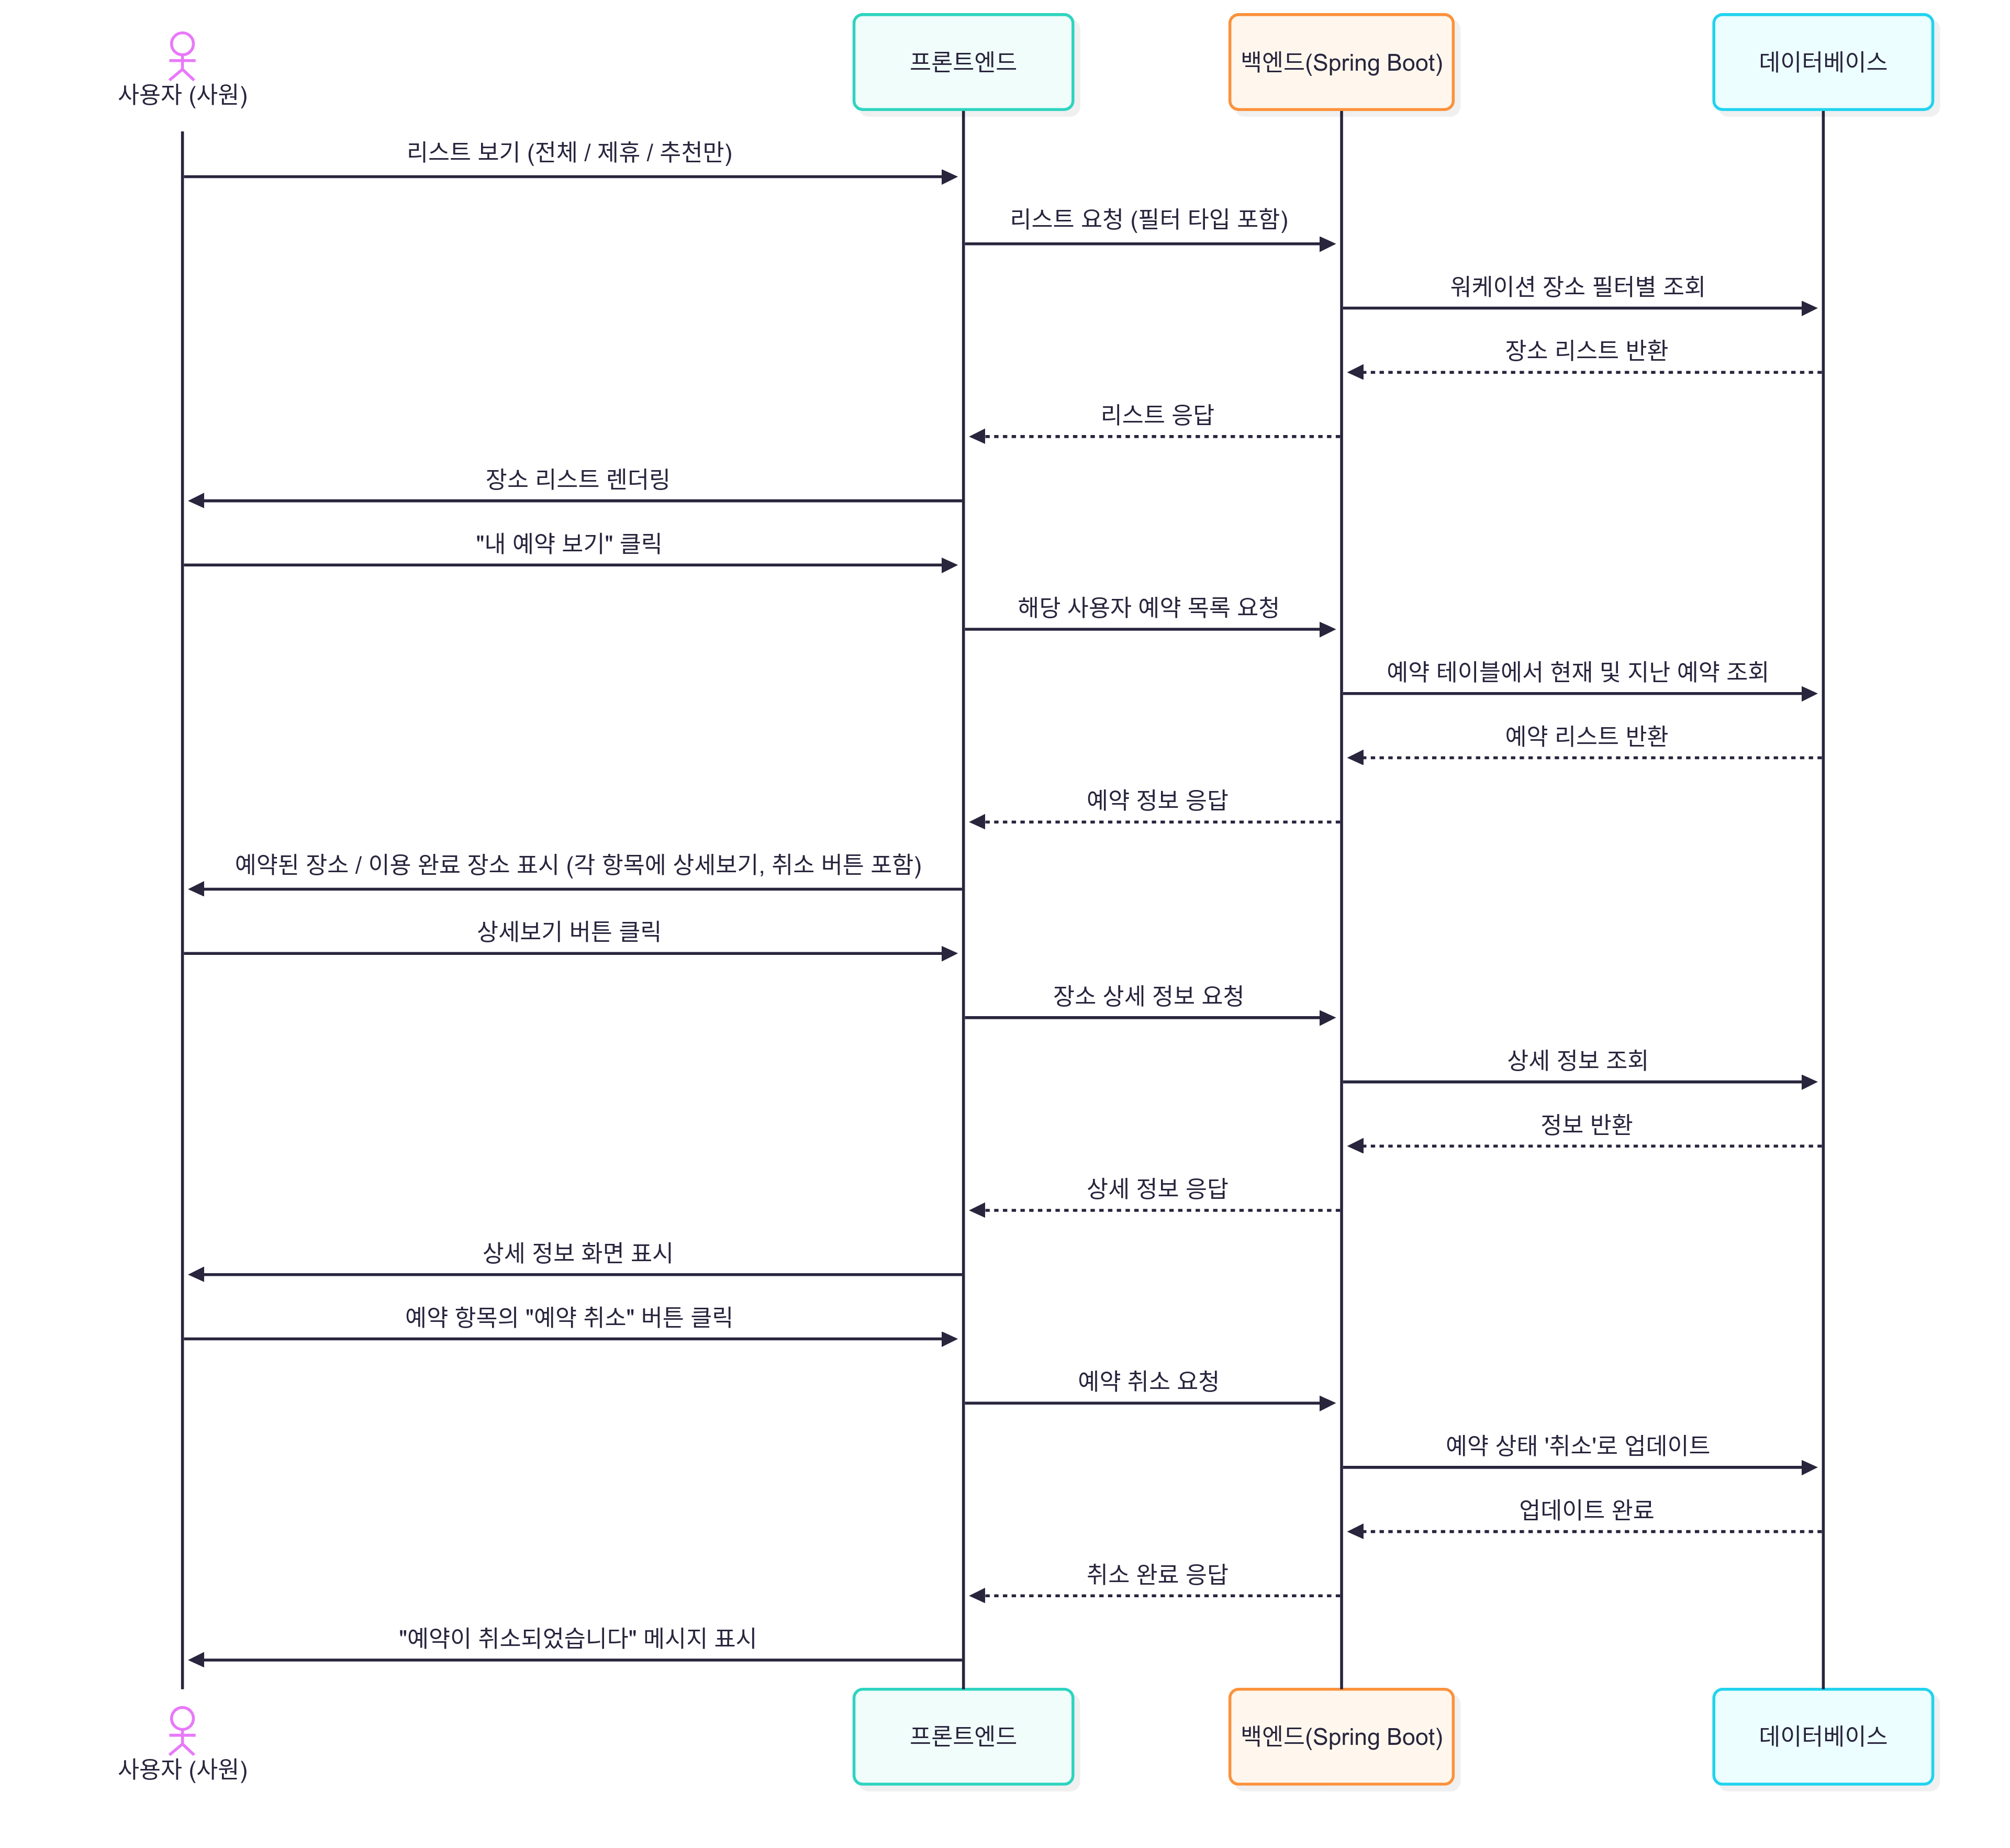 사용자 (사원)
프론트엔드
백엔드(Spring Boot)
데이터베이스
리스트 보기 (전체 / 제휴 / 추천만)
리스트 요청 (필터 타입 포함)
워케이션 장소 필터별 조회
장소 리스트 반환
리스트 응답
장소 리스트 렌더링
"내 예약 보기" 클릭
해당 사용자 예약 목록 요청
예약 테이블에서 현재 및 지난 예약 조회
예약 리스트 반환
예약 정보 응답
예약된 장소 / 이용 완료 장소 표시 (각 항목에 상세보기, 취소 버튼 포함)
상세보기 버튼 클릭
장소 상세 정보 요청
상세 정보 조회
정보 반환
상세 정보 응답
상세 정보 화면 표시
예약 항목의 "예약 취소" 버튼 클릭
예약 취소 요청
예약 상태 '취소'로 업데이트
업데이트 완료
취소 완료 응답
"예약이 취소되었습니다" 메시지 표시
사용자 (사원)
프론트엔드
백엔드(Spring Boot)
데이터베이스